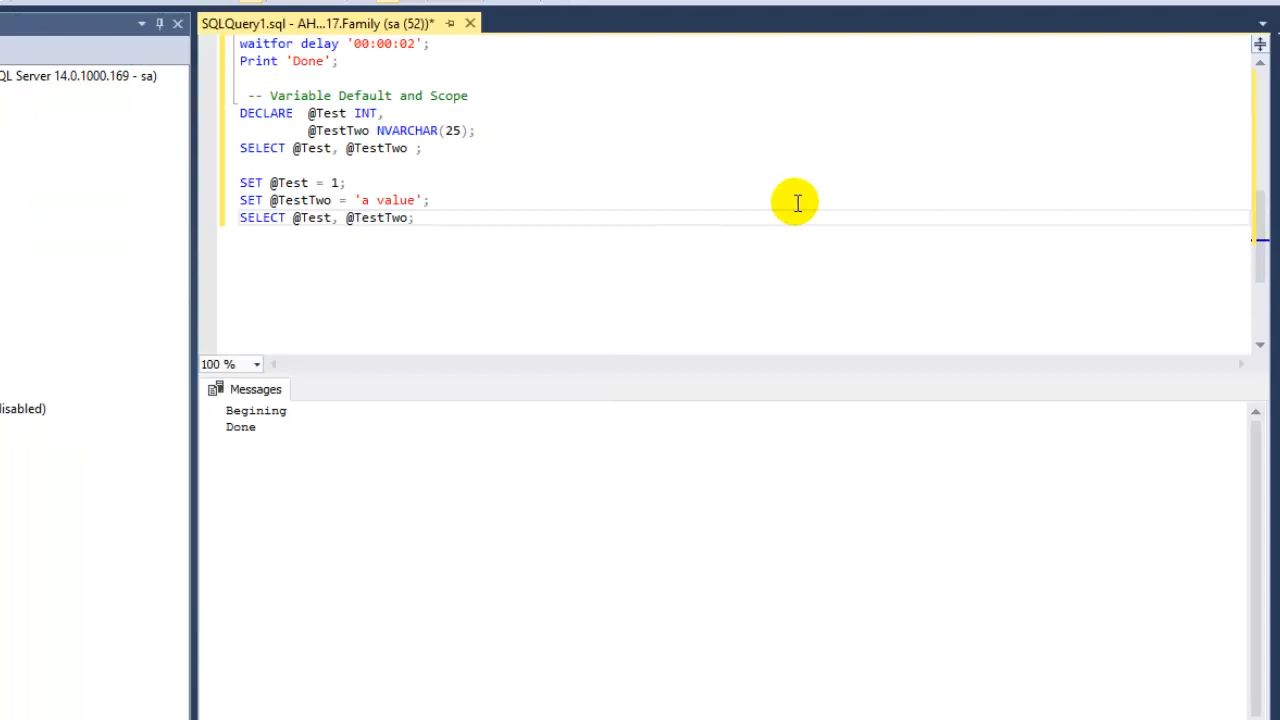 SQLQuery1.sql - AH...17.Family (sa (52))*
QL Server 14.0.1000.169 - sa)
isabled)
waitfor delay '00:00:02';
Print 'Done';
-- Variable Default and Scope
DECLARE  @Test INT,
@TestTwo NVARCHAR(25);
SELECT @Test, @TestTwo ;
SET @Test = 1;
SET @TestTwo = 'a value';
SELECT @Test, @TestTwo;
100 %
Messages
Begining
Done